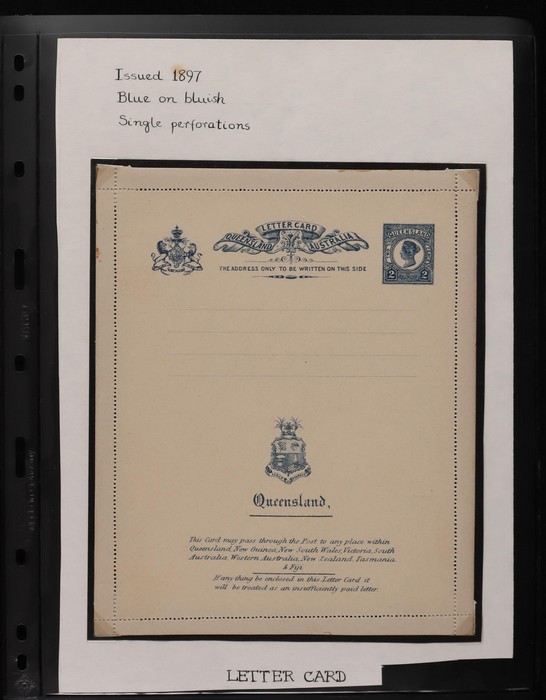 Issued 1897
Blue on bluish
Single perforations
LETTER CARD
QUEENSLAND AUSTRALIA
THE ADDRESS ONLY TO BE WRITTEN ON THIS SIDE
QUEENSLAND
2 2
Queensland,
This Card may pass through the Post to any place within
Queensland, New Guinea, New South Wales, Victoria, South
Australia, Western Australia, New Zealand, Tasmania
& Fiji
If any thing be enclosed in this Letter Card it
will be treated as an insufficiently paid letter
LETTER CARD